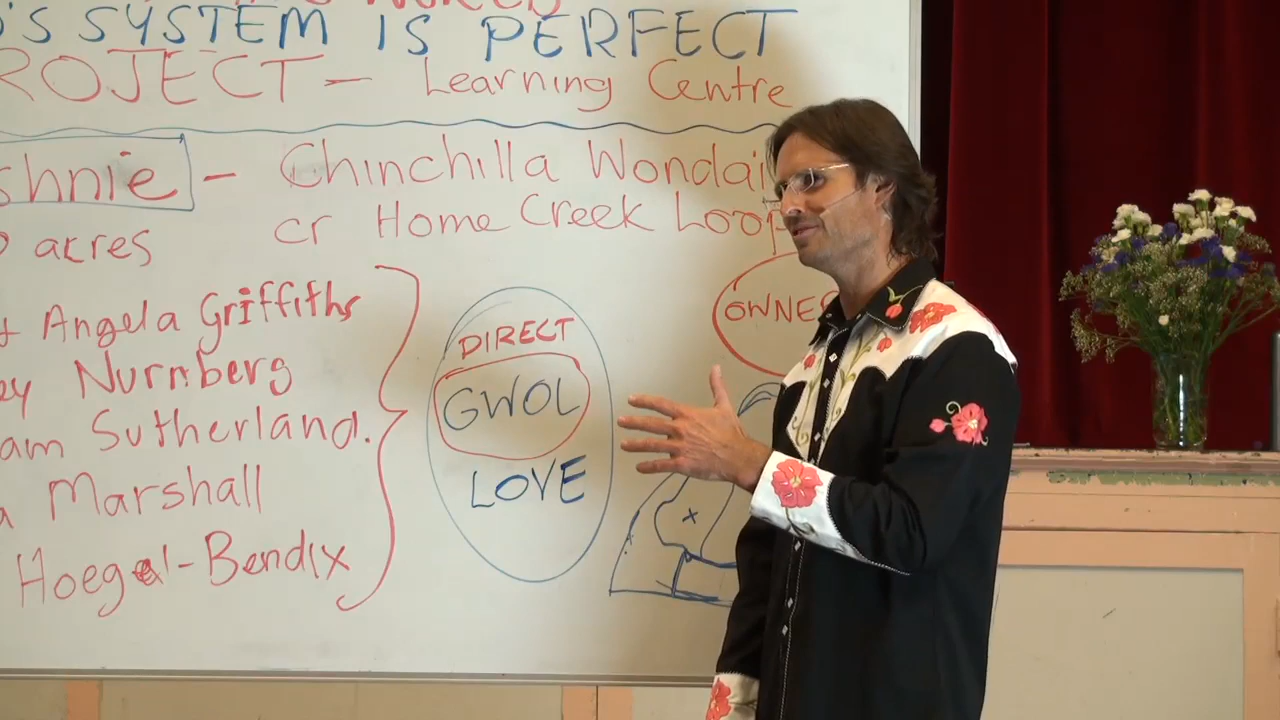 'S SYSTEM IS PERFECT
ROJECT – Learning Centre
shnie – Chinchilla Wondai
cr Home Creek Loop
acres
Angela Griffiths
ey Nurnberg
am Sutherland.
a Marshall
Hoegel-Bendix
DIRECT
GWOL
LOVE
OWNE
x